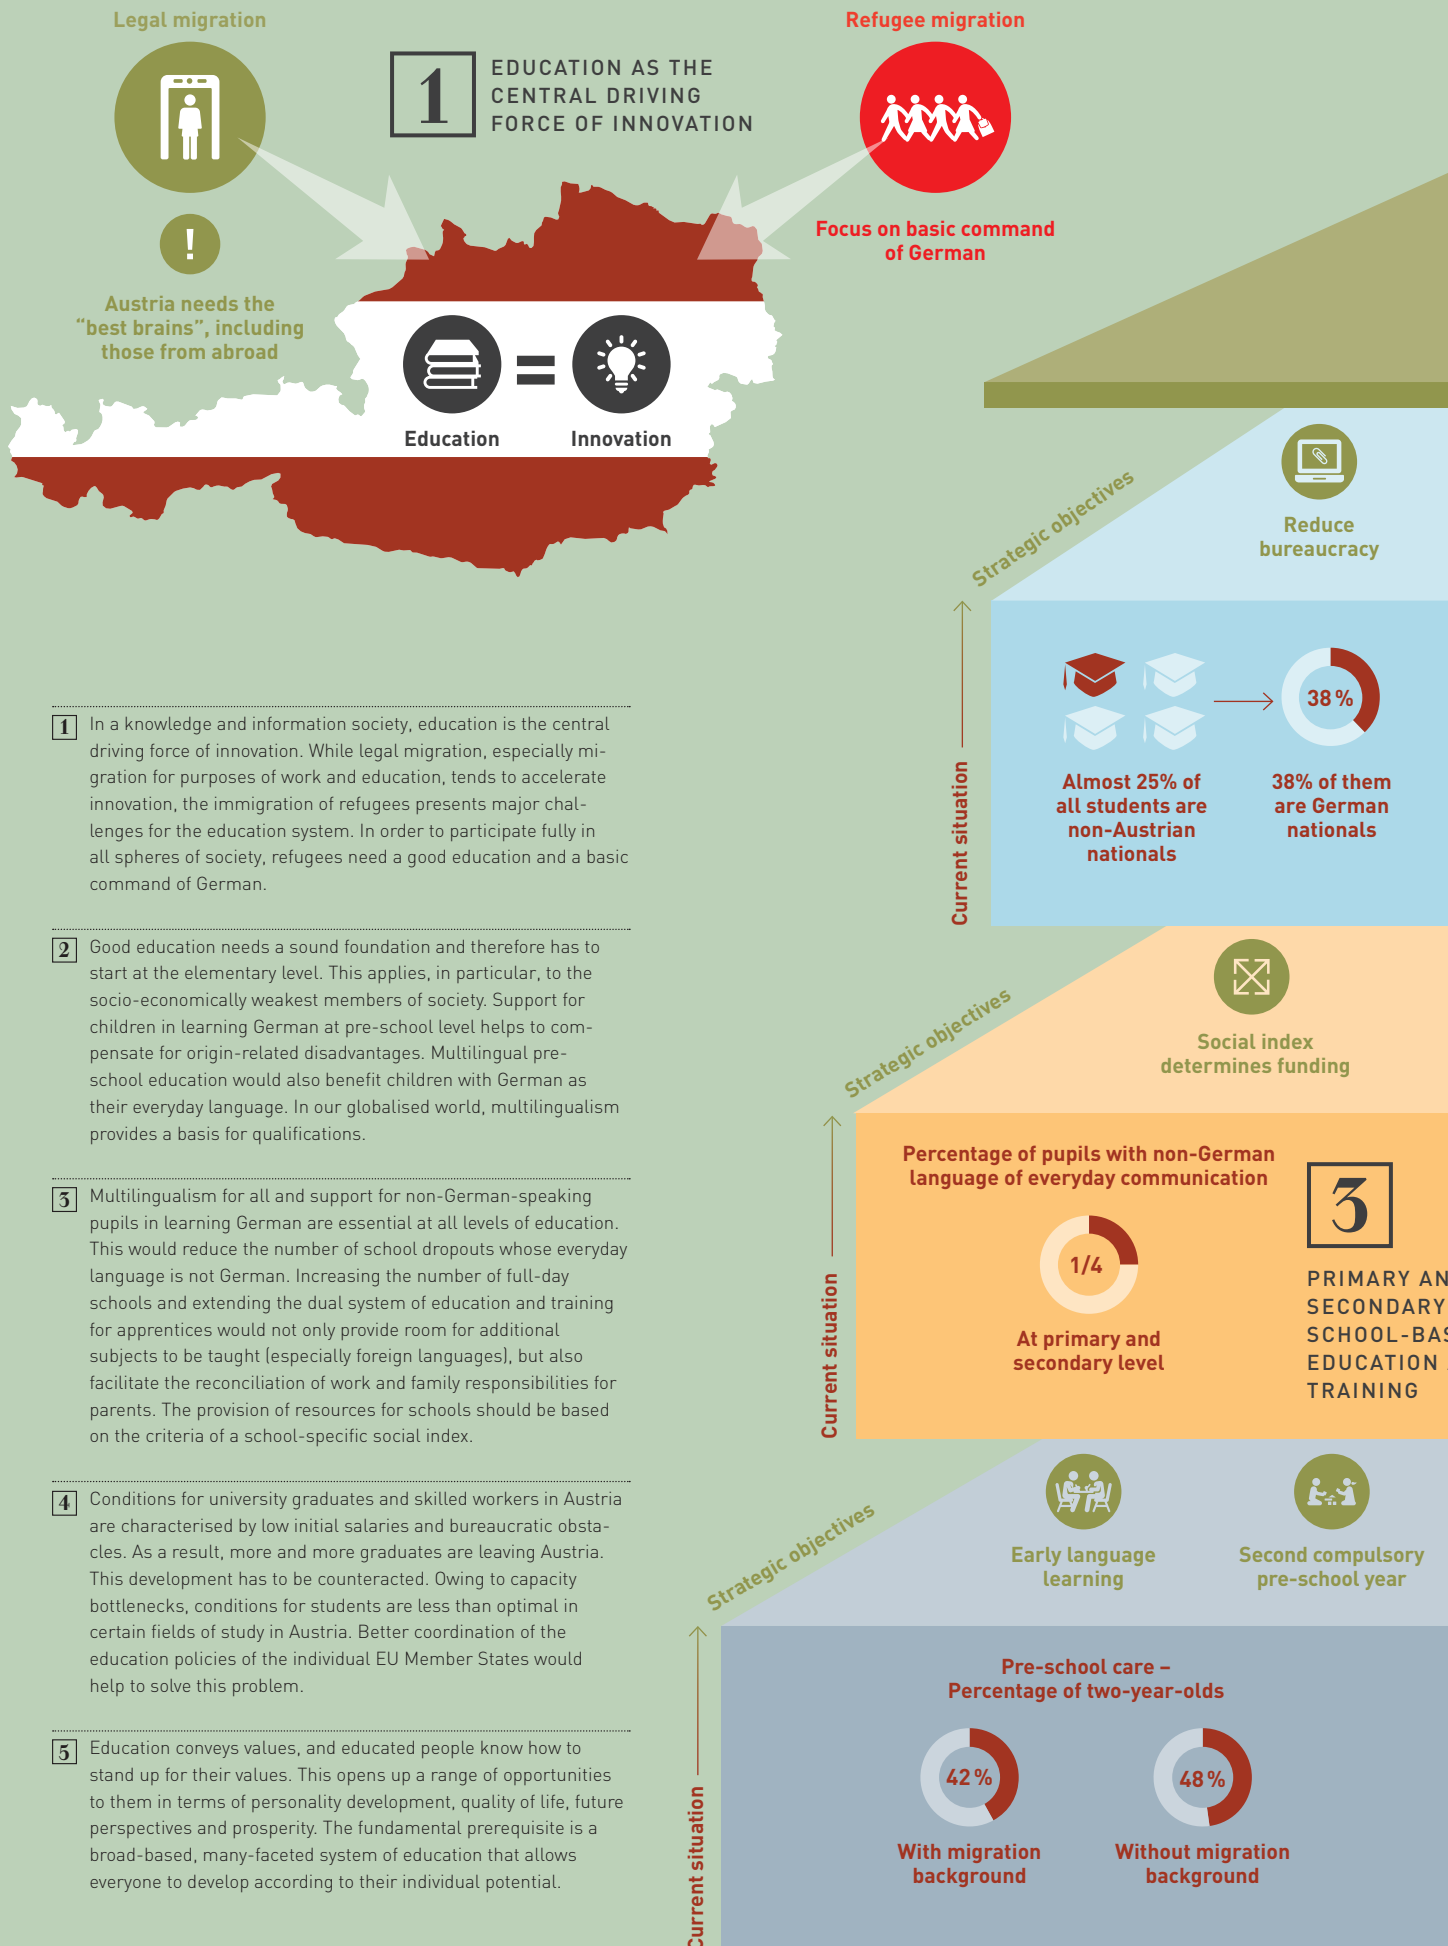 Legal migration
Refugee migration
1
EDUCATION AS THE
CENTRAL DRIVING
FORCE OF INNOVATION
Focus on basic command
of German
!
Austria needs the
“best brains”, including
those from abroad
=
Education
Innovation
1 In a knowledge and information society, education is the central
driving force of innovation. While legal migration, especially mi-
gration for purposes of work and education, tends to accelerate
innovation, the immigration of refugees presents major chal-
lenges for the education system. In order to participate fully in
all spheres of society, refugees need a good education and a basic
command of German.
2 Good education needs a sound foundation and therefore has to
start at the elementary level. This applies, in particular, to the
socio-economically weakest members of society. Support for
children in learning German at pre-school level helps to com-
pensate for origin-related disadvantages. Multilingual pre-
school education would also benefit children with German as
their everyday language. In our globalised world, multilingualism
provides a basis for qualifications.
3 Multilingualism for all and support for non-German-speaking
pupils in learning German are essential at all levels of education.
This would reduce the number of school dropouts whose everyday
language is not German. Increasing the number of full-day
schools and extending the dual system of education and training
for apprentices would not only provide room for additional
subjects to be taught (especially foreign languages), but also
facilitate the reconciliation of work and family responsibilities for
parents. The provision of resources for schools should be based
on the criteria of a school-specific social index.
4 Conditions for university graduates and skilled workers in Austria
are characterised by low initial salaries and bureaucratic obsta-
cles. As a result, more and more graduates are leaving Austria.
This development has to be counteracted. Owing to capacity
bottlenecks, conditions for students are less than optimal in
certain fields of study in Austria. Better coordination of the
education policies of the individual EU Member States would
help to solve this problem.
5 Education conveys values, and educated people know how to
stand up for their values. This opens up a range of opportunities
to them in terms of personality development, quality of life, future
perspectives and prosperity. The fundamental prerequisite is a
broad-based, many-faceted system of education that allows
everyone to develop according to their individual potential.
Strategic objectives
Reduce
bureaucracy
Current situation
38 %
Almost 25% of
all students are
non-Austrian
nationals
38% of them
are German
nationals
Strategic objectives
Social index
determines funding
Current situation
Percentage of pupils with non-German
language of everyday communication
1/4
At primary and
secondary level
3
PRIMARY AN
SECONDARY
SCHOOL-BAS
EDUCATION
TRAINING
Strategic objectives
Early language
learning
Second compulsory
pre-school year
Current situation
Pre-school care –
Percentage of two-year-olds
42 %
With migration
background
48 %
Without migration
background